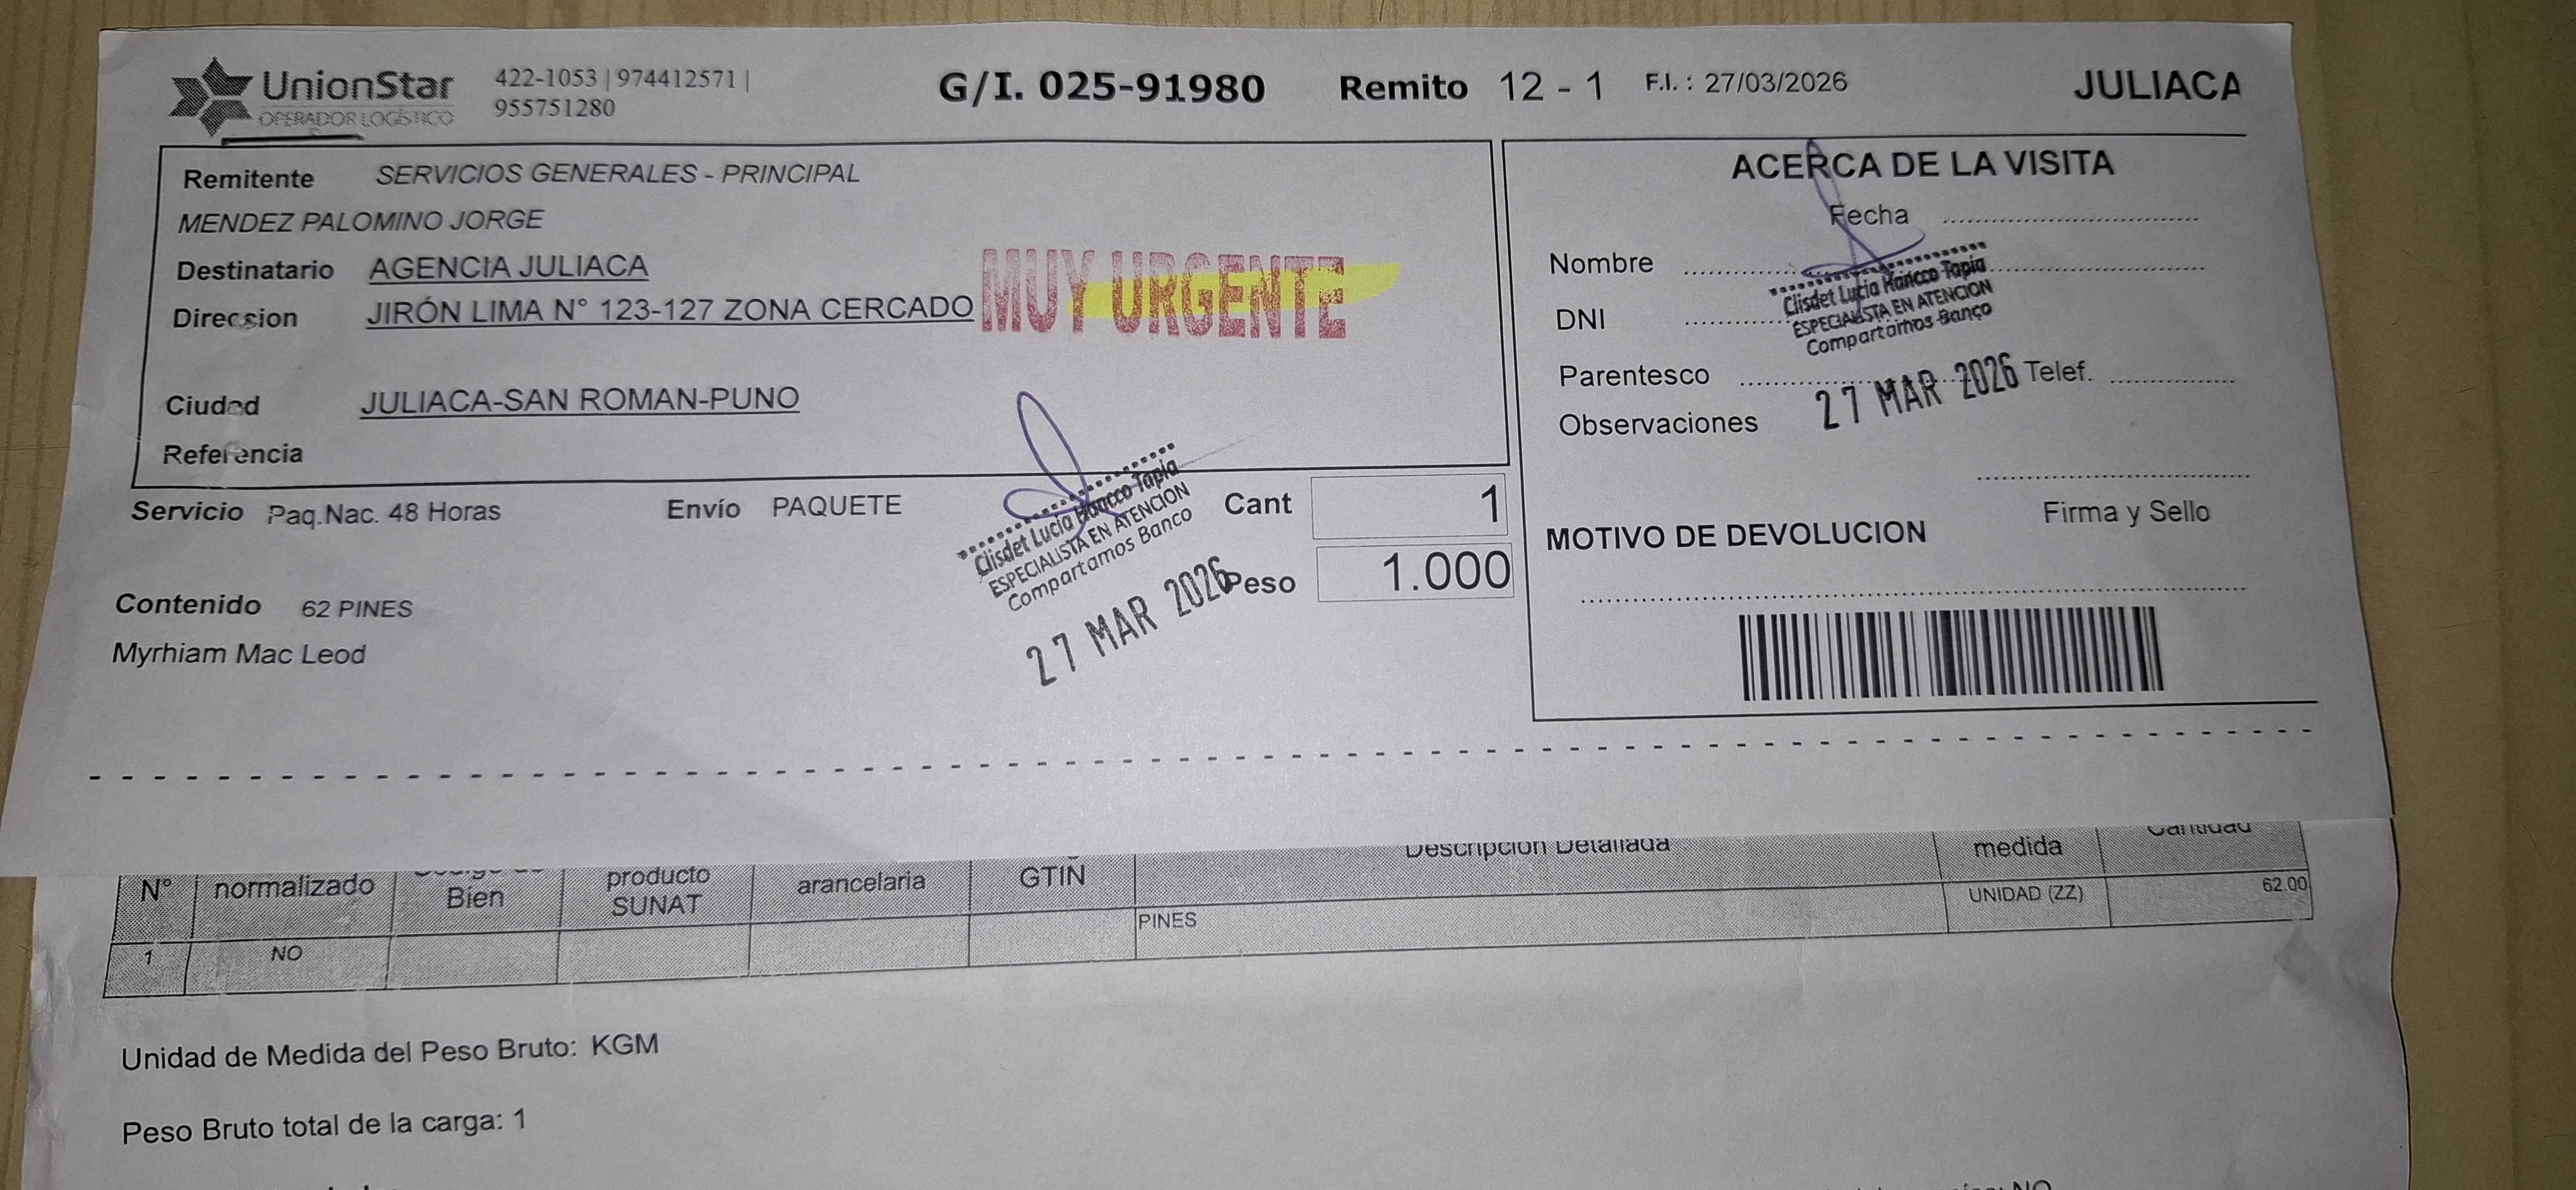 UnionStar
OPERADOR LOGÍSTICO
422-1053 | 974412571 |
955751280
G/I. 025-91980
Remito 12 - 1
F.I. : 27/03/2026
JULIACA
Remitente SERVICIOS GENERALES - PRINCIPAL
MENDEZ PALOMINO JORGE
Destinatario AGENCIA JULIACA
Direccion JIRÓN LIMA N° 123-127 ZONA CERCADO
MUY URGENTE
Ciudad JULIACA-SAN ROMAN-PUNO
Referencia
Servicio Paq.Nac. 48 Horas
Envío PAQUETE
Cant 1
Peso 1.000
Contenido 62 PINES
Myrhiam Mac Leod
Clisdet Lucia Hancco Tapia
ESPECIALISTA EN ATENCION
Compartamos Banco
27 MAR 2026
ACERCA DE LA VISITA
Fecha
Nombre
DNI
Parentesco
Telef.
Observaciones
Clisdet Lucia Hancco Tapia
ESPECIALISTA EN ATENCION
Compartamos Banco
27 MAR 2026
Firma y Sello
MOTIVO DE DEVOLUCION
N° normalizado Bien producto SUNAT arancelaria GTIN Descripción Detallada medida Cantidad
1 NO PINES UNIDAD (ZZ) 62.00
Unidad de Medida del Peso Bruto: KGM
Peso Bruto total de la carga: 1
NO